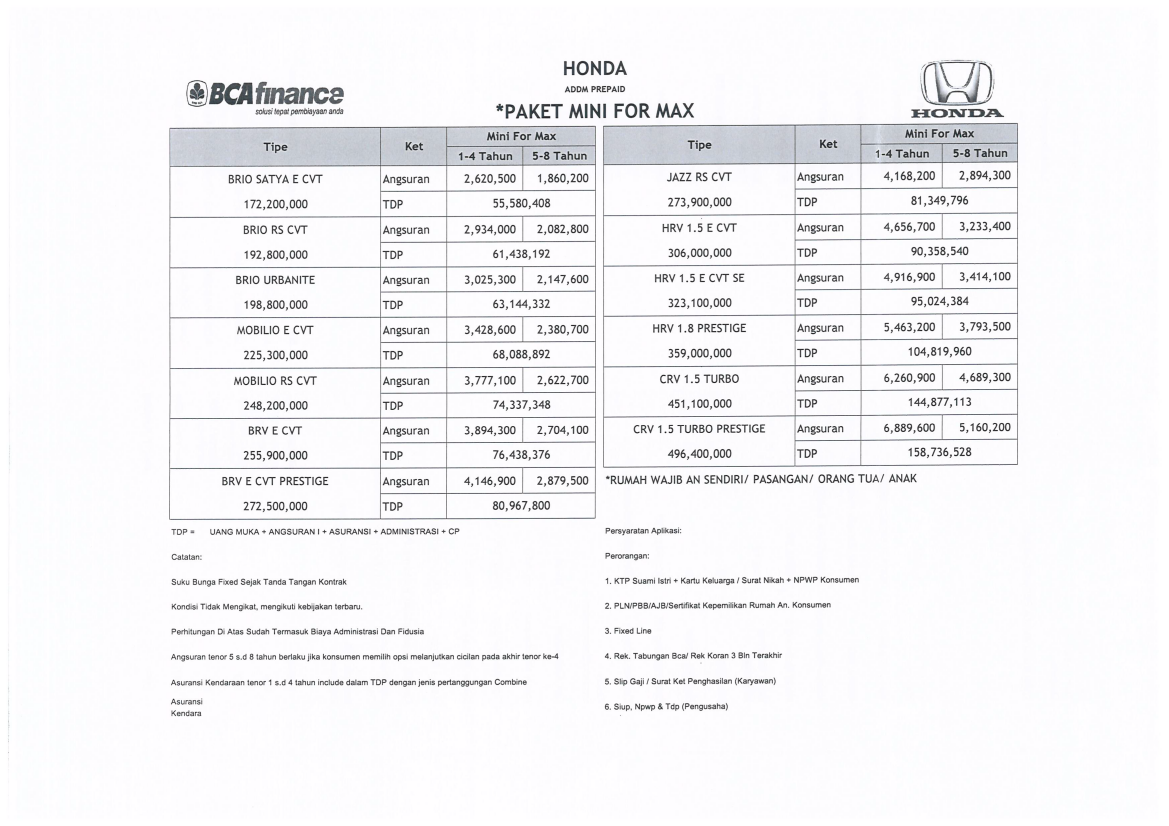 BCA finance
solusi tepat pembiayaan anda
HONDA
ADDM PREPAID
*PAKET MINI FOR MAX
HONDA
Tipe Ket Mini For Max
1-4 Tahun 5-8 Tahun
BRIO SATYA E CVT Angsuran 2,620,500 1,860,200
172,200,000 TDP 55,580,408
BRIO RS CVT Angsuran 2,934,000 2,082,800
192,800,000 TDP 61,438,192
BRIO URBANITE Angsuran 3,025,300 2,147,600
198,800,000 TDP 63,144,332
MOBILIO E CVT Angsuran 3,428,600 2,380,700
225,300,000 TDP 68,088,892
MOBILIO RS CVT Angsuran 3,777,100 2,622,700
248,200,000 TDP 74,337,348
BRV E CVT Angsuran 3,894,300 2,704,100
255,900,000 TDP 76,438,376
BRV E CVT PRESTIGE Angsuran 4,146,900 2,879,500
272,500,000 TDP 80,967,800
Tipe Ket Mini For Max
1-4 Tahun 5-8 Tahun
JAZZ RS CVT Angsuran 4,168,200 2,894,300
273,900,000 TDP 81,349,796
HRV 1.5 E CVT Angsuran 4,656,700 3,233,400
306,000,000 TDP 90,358,540
HRV 1.5 E CVT SE Angsuran 4,916,900 3,414,100
323,100,000 TDP 95,024,384
HRV 1.8 PRESTIGE Angsuran 5,463,200 3,793,500
359,000,000 TDP 104,819,960
CRV 1.5 TURBO Angsuran 6,260,900 4,689,300
451,100,000 TDP 144,877,113
CRV 1.5 TURBO PRESTIGE Angsuran 6,889,600 5,160,200
496,400,000 TDP 158,736,528
*RUMAH WAJIB AN SENDIRI/ PASANGAN/ ORANG TUA/ ANAK
TDP = UANG MUKA + ANGSURAN I + ASURANSI + ADMINISTRASI + CP
Catatan:
Suku Bunga Fixed Sejak Tanda Tangan Kontrak
Kondisi Tidak Mengikat, mengikuti kebijakan terbaru.
Perhitungan Di Atas Sudah Termasuk Biaya Administrasi Dan Fidusia
Angsuran tenor 5 s.d 8 tahun berlaku jika konsumen memilih opsi melanjutkan cicilan pada akhir tenor ke-4
Asuransi Kendaraan tenor 1 s.d 4 tahun include dalam TDP dengan jenis pertanggungan Combine
Asuransi
Kendara
Persyaratan Aplikasi:
Perorangan:
1. KTP Suami Istri + Kartu Keluarga / Surat Nikah + NPWP Konsumen
2. PLN/PBB/AJB/Sertifikat Kepemilikan Rumah An. Konsumen
3. Fixed Line
4. Rek. Tabungan Bca/ Rek Koran 3 Bln Terakhir
5. Slip Gaji / Surat Ket Penghasilan (Karyawan)
6. Siup, Npwp & Tdp (Pengusaha)